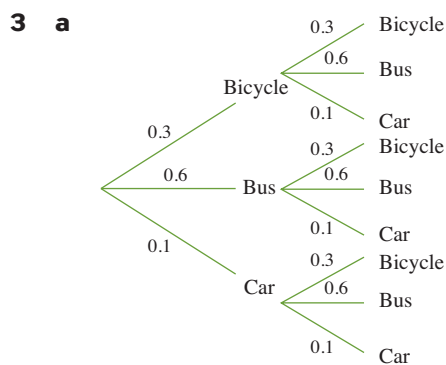 3 a
0.3 Bicycle
0.6 Bus
Bicycle
0.1 Car
0.3
0.3 Bicycle
0.6 Bus 0.6 Bus
0.1 Car
0.1
0.3 Bicycle
Car 0.6 Bus
0.1 Car